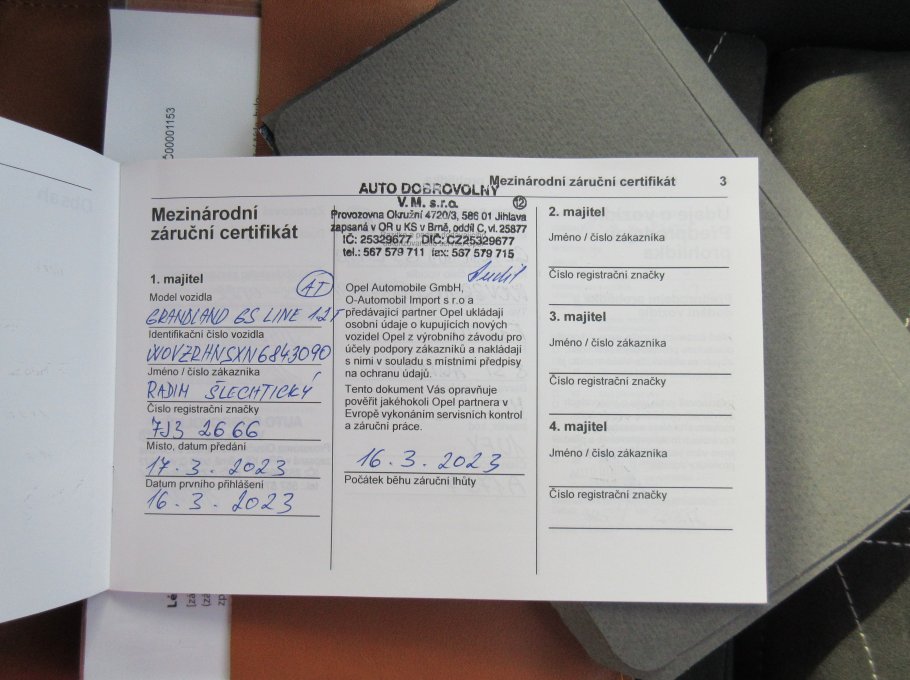 Mezinárodní záruční certifikát 3
AUTO DOBROVOLNÝ
V. M. s.r.o. 12
Provozovna Okružní 4720/3, 586 01 Jihlava
zapsaná v OR u KS v Brně, oddíl C, vl. 25877
IČ: 25329677 DIČ: CZ25329677
tel.: 567 579 711 fax: 567 579 715
Mezinárodní
záruční certifikát
1. majitel
AT
Model vozidla
GRANDLAND GS LINE 1.2T
Identifikační číslo vozidla
W0VZRHNSXN6843090
Jméno / číslo zákazníka
RADIM ŠLECHTICKÝ
Číslo registrační značky
7J3 2666
Místo, datum předání
17. 3. 2023
Datum prvního přihlášení
16. 3. 2023
Opel Automobile GmbH,
O-Automobil Import s r.o a
předávající partner Opel ukládají
osobní údaje o kupujících nových
vozidel Opel z výrobního závodu pro
účely podpory zákazníků a nakládají
s nimi v souladu s místními předpisy
na ochranu údajů.
Tento dokument Vás opravňuje
pověřit jakéhokoli Opel partnera v
Evropě vykonáním servisních kontrol
a záruční práce.
16. 3. 2023
Počátek běhu záruční lhůty
2. majitel
Jméno / číslo zákazníka
Číslo registrační značky
3. majitel
Jméno / číslo zákazníka
Číslo registrační značky
4. majitel
Jméno / číslo zákazníka
Číslo registrační značky
00001153